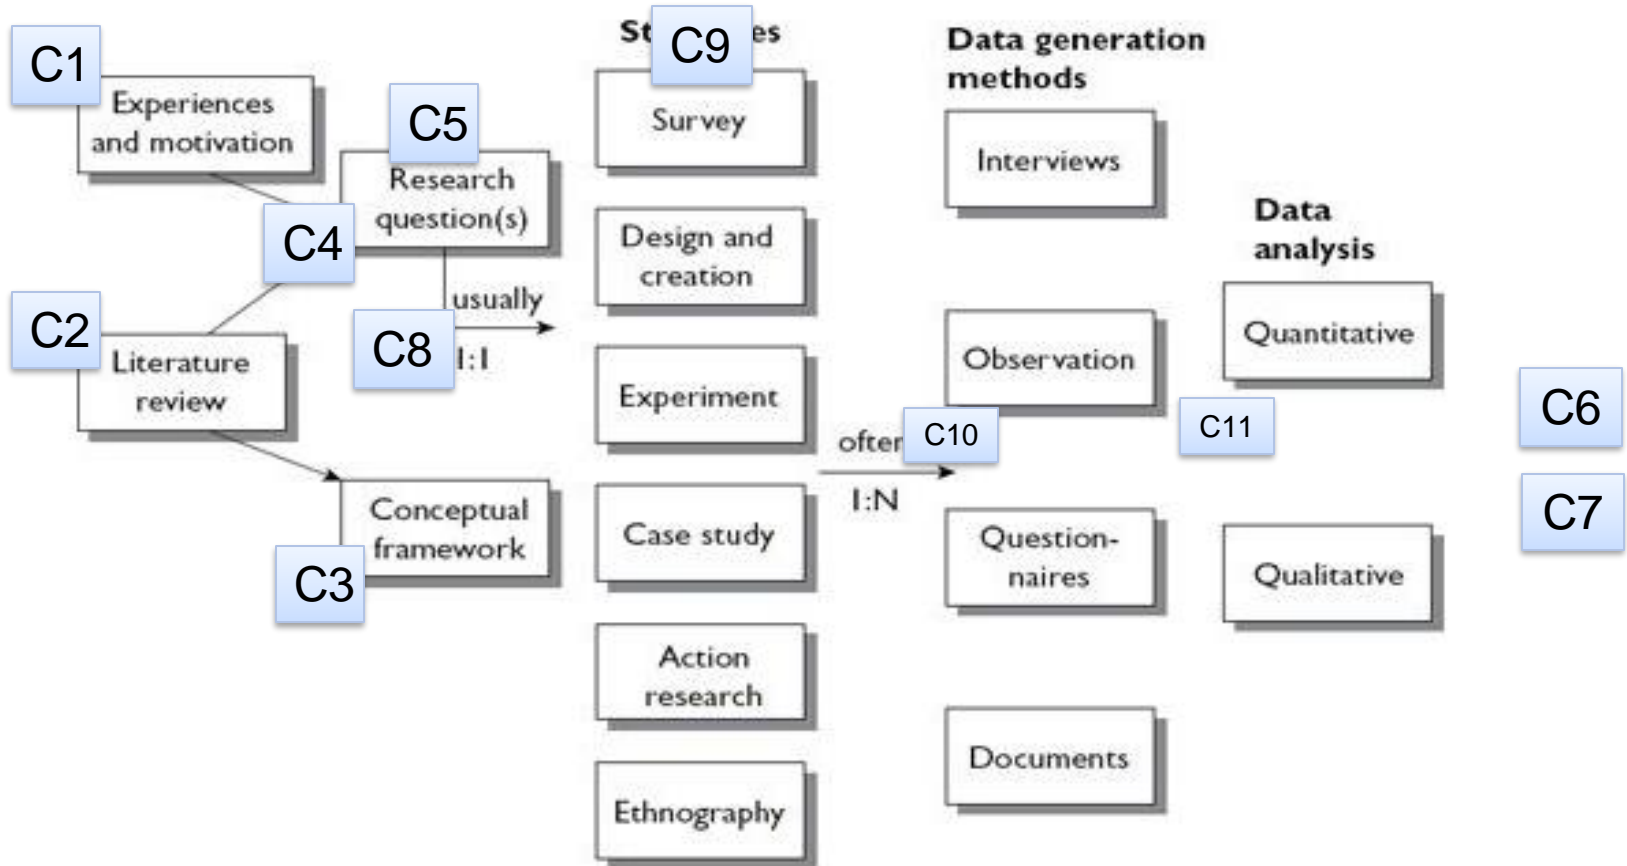 C1
Experiences
and motivation
C5
Research
question(s)
C4
C2
Literature
review
usually
C8
1:1
Conceptual
framework
C3
C9
Survey
Design and
creation
Experiment
Case study
Action
research
Ethnography
C10
1:N
Data generation
methods
Interviews
Observation
Question-
naires
Documents
Data
analysis
Quantitative
C11
Qualitative
C6
C7